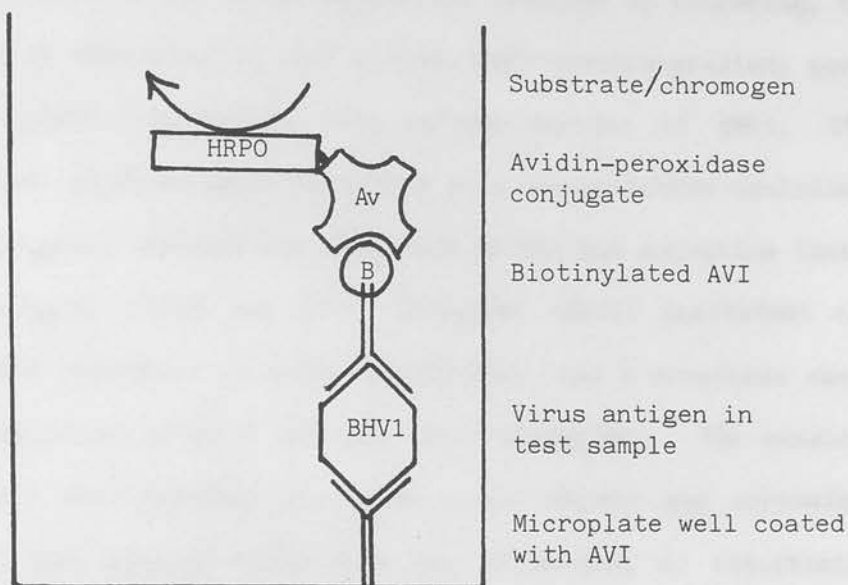 Substrate/chromogen
HRPO
Avidin-peroxidase
conjugate
Av
B
Biotinylated AVI
BHV1
Virus antigen in
test sample
Microplate well coated
with AVI